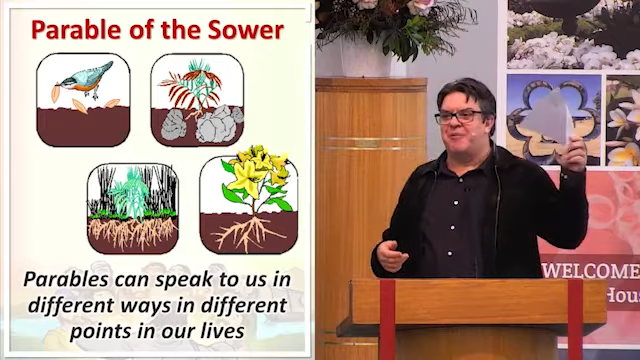 Parable of the Sower
Parables can speak to us in
different ways in different
points in our lives
WELCOME
Hous